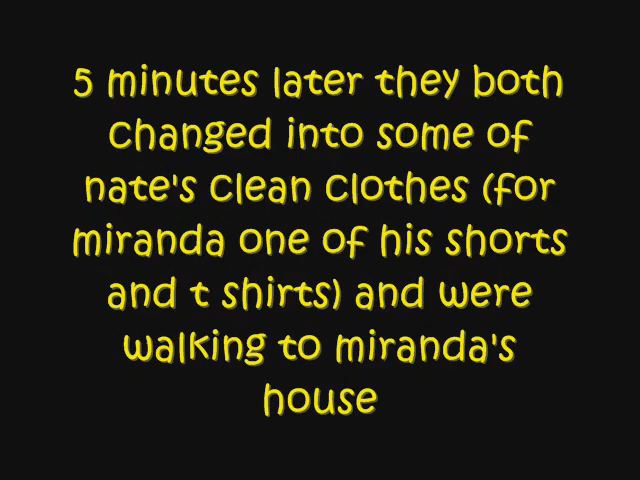 5 minutes later they both
changed into some of
nate's clean clothes (for
miranda one of his shorts
and t shirts) and were
walking to miranda's
house